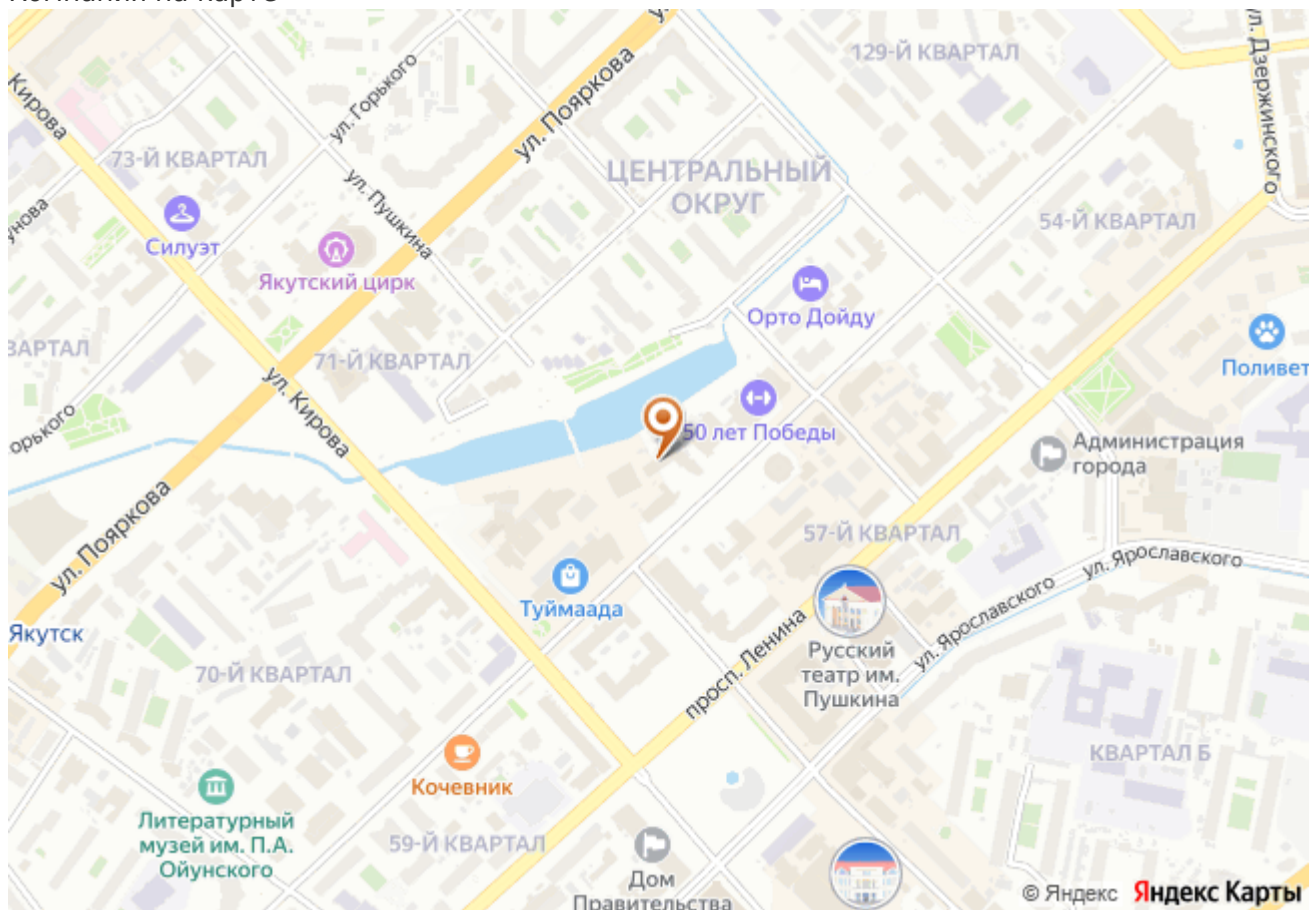 Компания на карте
ул. Дзержинского
129-Й КВАРТАЛ
Кирова
ул. Горького
ул. Пояркова
73-Й КВАРТАЛ
ул. Пушкина
ЦЕНТРАЛЬНЫЙ
ОКРУГ
54-Й КВАРТАЛ
Силуэт
Якутский цирк
Орто Дойду
71-Й КВАРТАЛ
Поливет
ул. Кирова
50 лет Победы
Администрация
города
57-Й КВАРТАЛ
ул. Пояркова
ул. Ярославского
Туймаада
Якутск
просп. Ленина
Русский
театр им.
Пушкина
ул. Ярославского
70-Й КВАРТАЛ
КВАРТАЛ Б
Кочевник
Литературный
музей им. П.А.
Ойунского
59-Й КВАРТАЛ
Дом
Правительства
© Яндекс Яндекс Карты